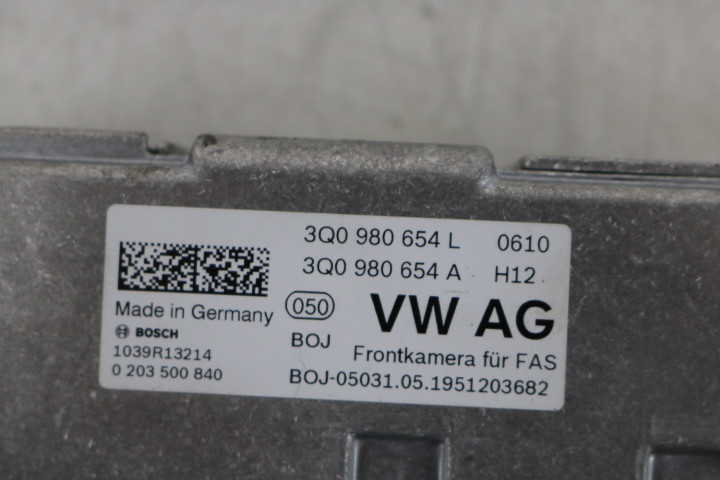 3Q0 980 654 L 0610
3Q0 980 654 A H12
Made in Germany
050
VW AG
BOSCH
BOJ
Frontkamera für FAS
1039R13214
0 203 500 840
BOJ-05031.05.1951203682